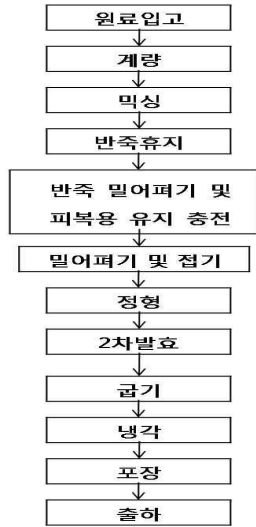 원료입고
계량
믹싱
반죽휴지
반죽 밀어펴기 및
피복용 유지 충전
밀어펴기 및 접기
정형
2차발효
굽기
냉각
포장
출하